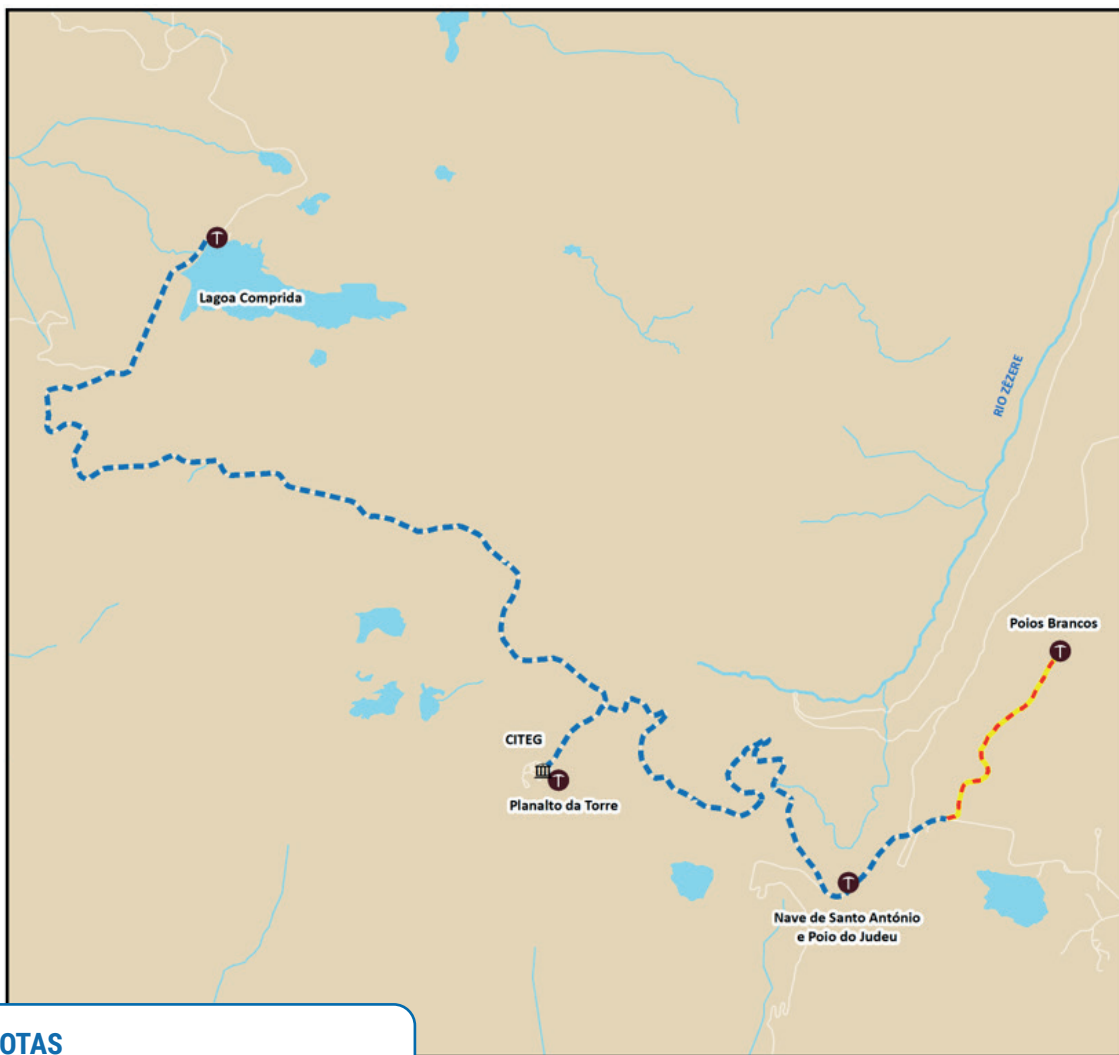 Lagoa Comprida
RIO ZÊZERE
Poios Brancos
CITEG
Planalto da Torre
Nave de Santo António
e Poio do Judeu
OTAS